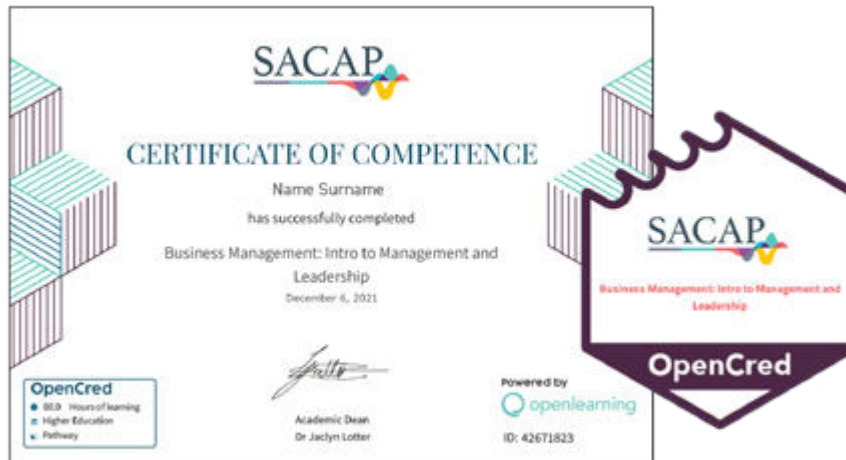 SACAP
CERTIFICATE OF COMPETENCE
Name Surname
has successfully completed
Business Management: Intro to Management and
Leadership
December 6, 2021
OpenCred
Hours of learning
Higher Education
Pathway
Academic Dean
Dr Jaclyn Lotter
Powered by
openlearning
ID: 42671823
SACAP
Business Management: Intro to Management and
Leadership
OpenCred